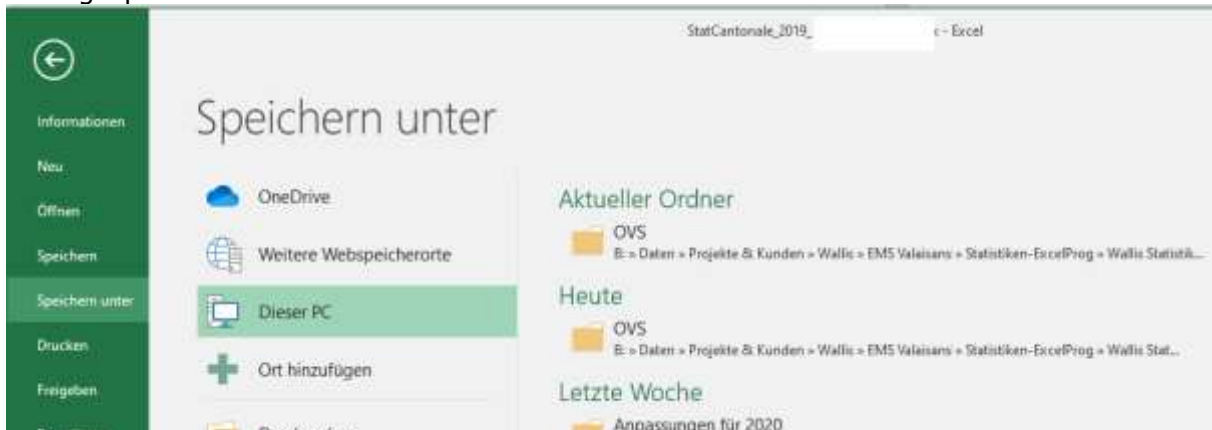 StatCantonale_2019_ - Excel
Informationen
Neu
Öffnen
Speichern
Speichern unter
Drucken
Freigeben
Speichern unter
OneDrive
Weitere Webspeicherorte
Dieser PC
Ort hinzufügen
Aktueller Ordner
OVS
B: » Daten » Projekte & Kunden » Wallis » EMS Valaisans » Statistiken-ExcelProg » Wallis Statistik...
Heute
OVS
B: » Daten » Projekte & Kunden » Wallis » EMS Valaisans » Statistiken-ExcelProg » Wallis Stat...
Letzte Woche
Anpassungen für 2020